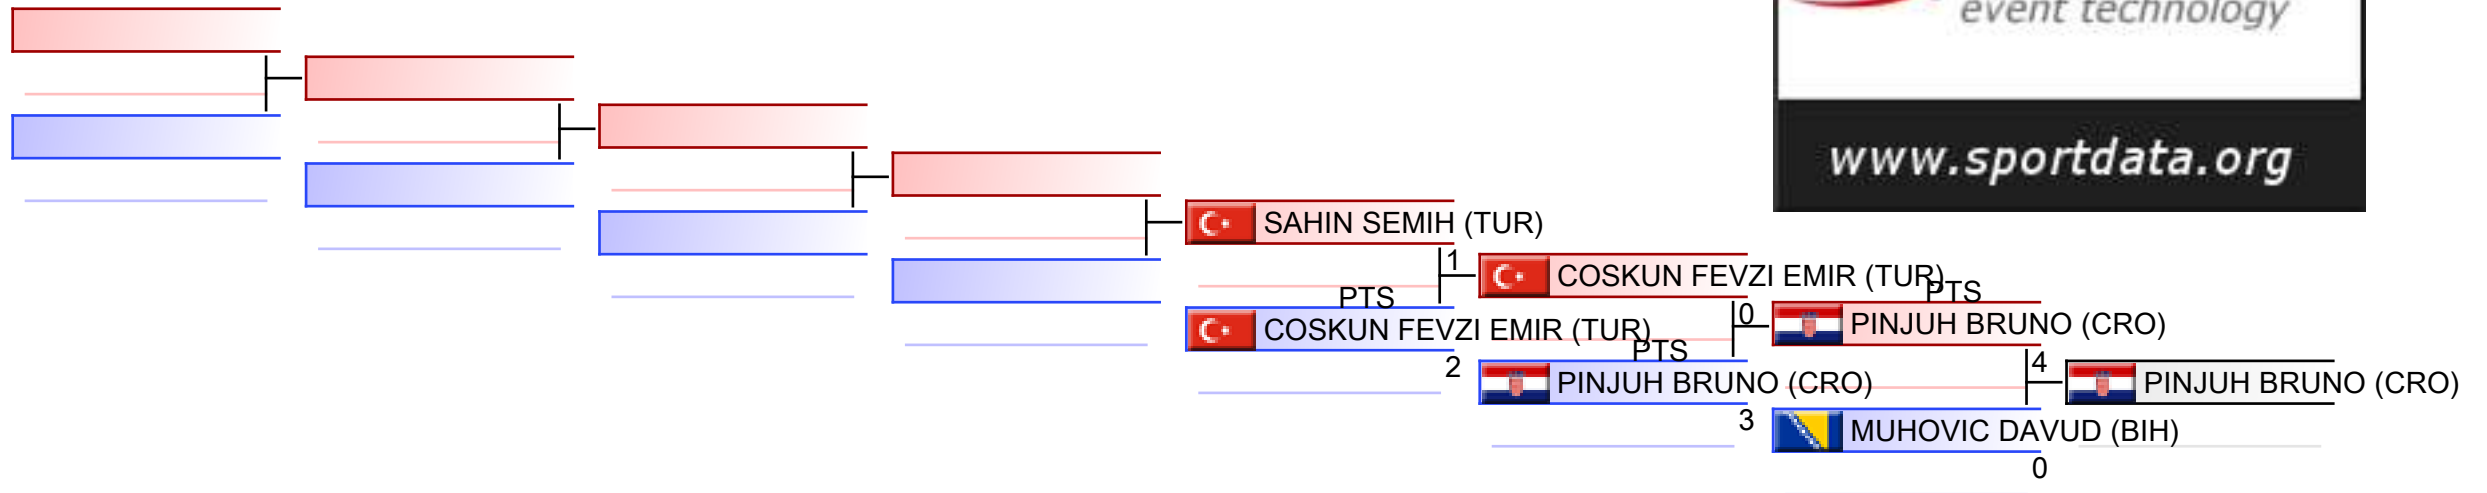 event technology
www.sportdata.org
SAHIN SEMIH (TUR)
1
PTS
COSKUN FEVZI EMIR (TUR)
2
COSKUN FEVZI EMIR (TUR)
0
PTS
PINJUH BRUNO (CRO)
3
PTS
PINJUH BRUNO (CRO)
4
MUHOVIC DAVUD (BIH)
0
PINJUH BRUNO (CRO)